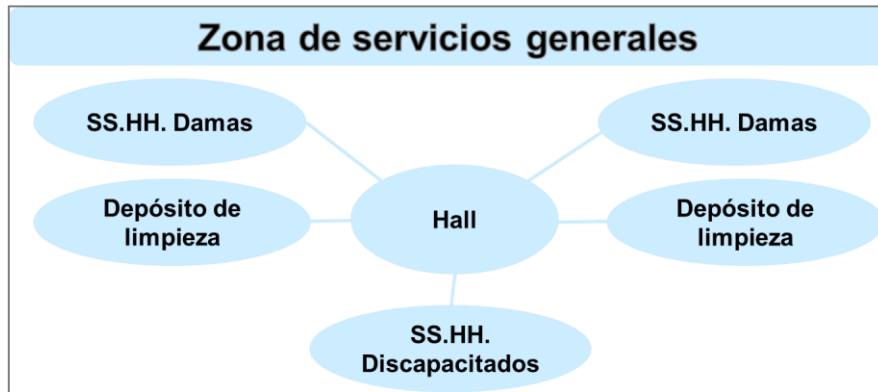 Zona de servicios generales
SS.HH. Damas
SS.HH. Damas
Depósito de
limpieza
Hall
Depósito de
limpieza
SS.HH.
Discapacitados